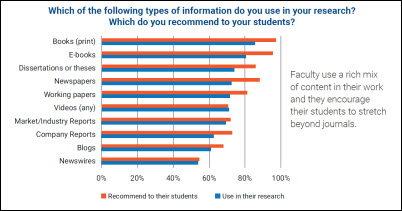 Which of the following types of information do you use in your research?
Which do you recommend to your students?
Books (print)
E-books
Dissertations or theses
Newspapers
Working papers
Videos (any)
Market/Industry Reports
Company Reports
Blogs
Newswires
0% 20% 40% 60% 80% 100%
Recommend to their students Use in their research
Faculty use a rich mix
of content in their work
and they encourage
their students to stretch
beyond journals.